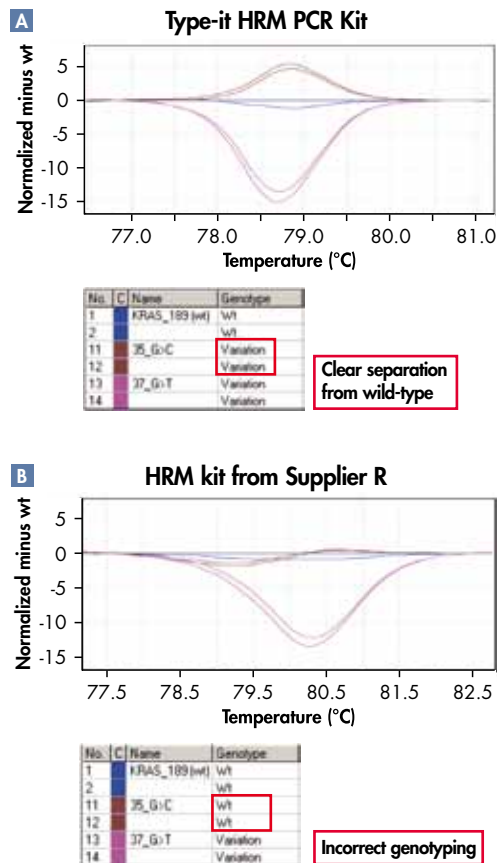 A Type-it HRM PCR Kit
Normalized minus wt
5
0
-5
-10
-15
77.0 78.0 79.0 80.0 81.0
Temperature (°C)
No. C Name Genotype
1 KRAS_189 (wt) Wt
2 Wt
11 35_G>C Variation
12 Variation
13 37_G>T Variation
14 Variation
Clear separation
from wild-type
B HRM kit from Supplier R
Normalized minus wt
5
0
-5
-10
-15
77.5 78.5 79.5 80.5 81.5 82.5
Temperature (°C)
No. C Name Genotype
1 KRAS_189 (wt) Wt
2 Wt
11 35_G>C Wt
12 Wt
13 37_G>T Variation
14 Variation
Incorrect genotyping